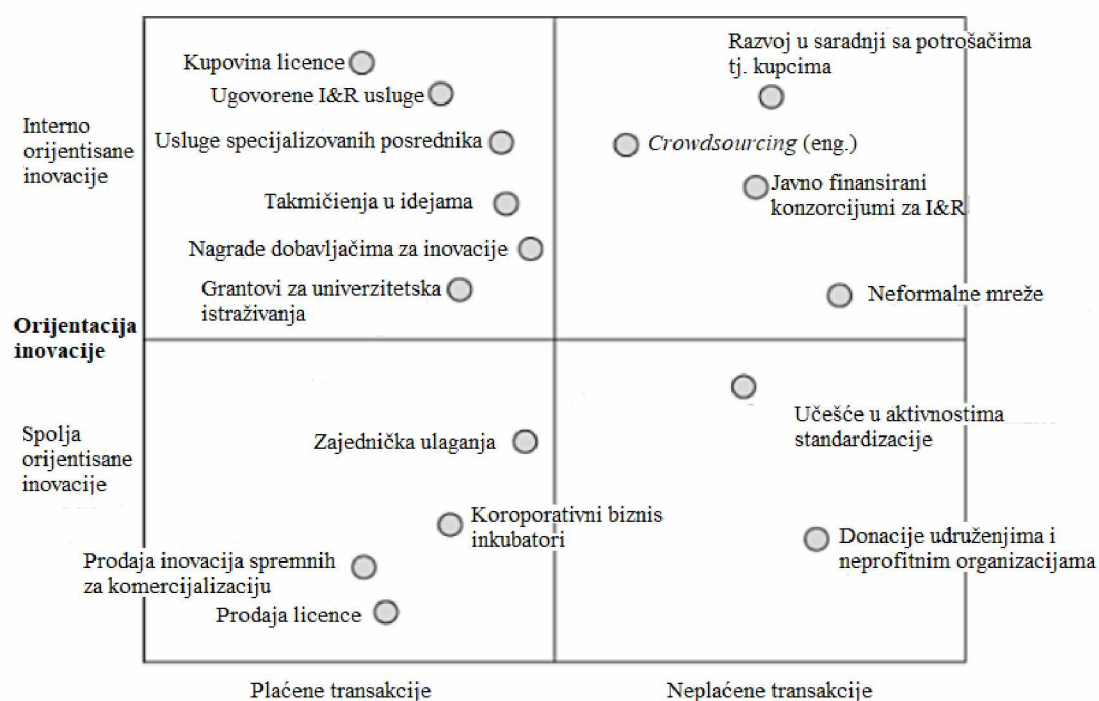 Kupovina licence
Ugovorene I&R usluge
Usluge specijalizovanih posrednika
Takmičienja u idejama
Nagrade dobavljačima za inovacije
Grantovi za univerzitetska
istraživanja
Razvoj u saradnji sa potrošačima
tj. kupcima
Crowdsourcing (eng.)
Javno finansirani
konzorcijumi za I&R
Neformalne mreže
Interno
orijentisane
inovacije
Orijentacija
inovacije
Spolja
orijentisane
inovacije
Zajednička ulaganja
Koroporativni biznis
inkubatori
Prodaja inovacija spremnih
za komercijalizaciju
Prodaja licence
Učešće u aktivnostima
standardizacije
Donacije udruženjima i
neprofitnim organizacijama
Plaćene transakcije
Neplaćene transakcije